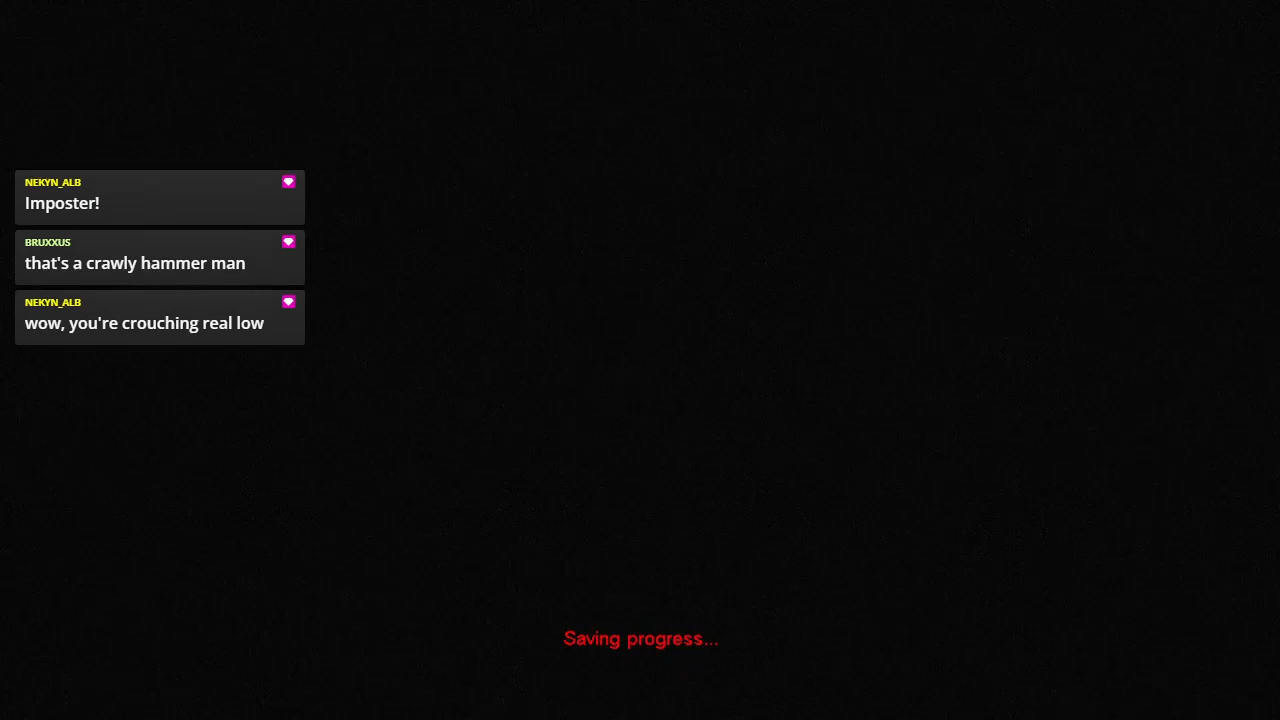 NEKYN_ALB
Imposter!
BRUXXUS
that's a crawly hammer man
NEKYN_ALB
wow, you're crouching real low
Saving progress...